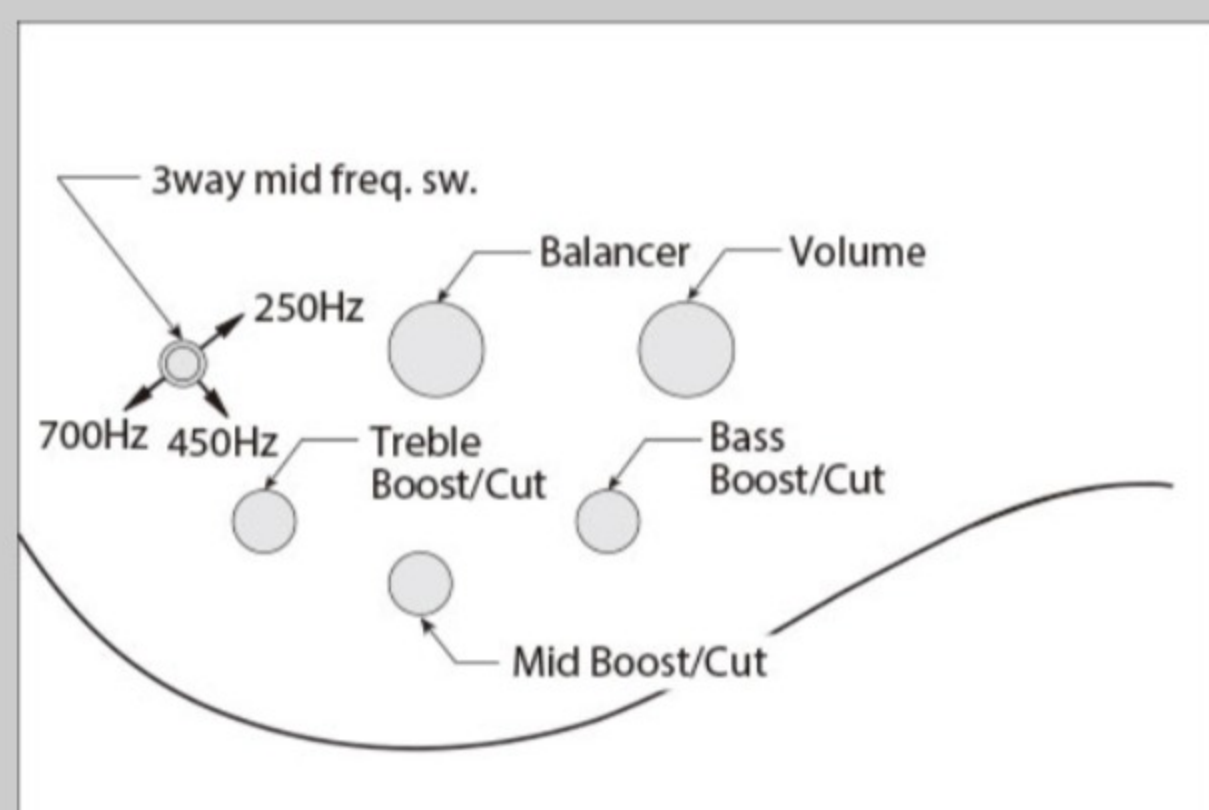 3way mid freq. sw.
Balancer
Volume
250Hz
700Hz
450Hz
Treble
Boost/Cut
Bass
Boost/Cut
Mid Boost/Cut